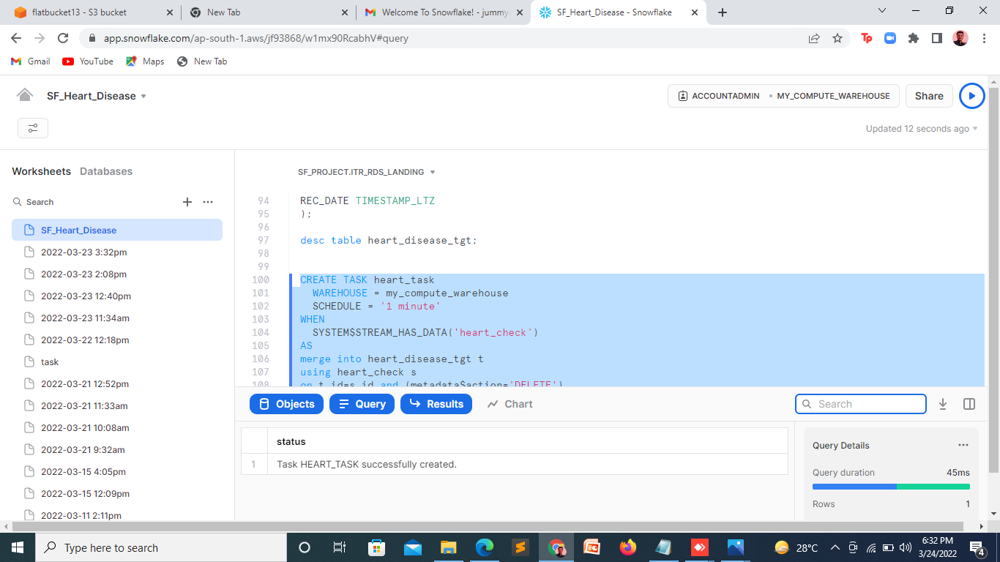 flatbucket13 - S3 bucket
New Tab
Welcome To Snowflake! - jummy
SF_Heart_Disease - Snowflake
app.snowflake.com/ap-south-1.aws/jf93868/w1mx90RcabhV#query
Gmail
YouTube
Maps
New Tab
SF_Heart_Disease
ACCOUNTADMIN
MY_COMPUTE_WAREHOUSE
Share
Updated 12 seconds ago
Worksheets
Databases
Search
SF_Heart_Disease
2022-03-23 3:32pm
2022-03-23 2:08pm
2022-03-23 12:40pm
2022-03-23 11:34am
2022-03-22 12:18pm
task
2022-03-21 12:52pm
2022-03-21 11:33am
2022-03-21 10:08am
2022-03-21 9:32am
2022-03-15 4:05pm
2022-03-15 12:09pm
2022-03-11 2:11pm
SF_PROJECT.ITR_RDS_LANDING
94 REC_DATE TIMESTAMP_LTZ
95 );
96
97 desc table heart_disease_tgt;
98
99
100 CREATE TASK heart_task
101 WAREHOUSE = my_compute_warehouse
102 SCHEDULE = '1 minute'
103 WHEN
104 SYSTEM$STREAM_HAS_DATA('heart_check')
105 AS
106 merge into heart_disease_tgt t
107 using heart_check s
108 on t.id=s.id and (metadata$action='DELETE')
Objects
Query
Results
Chart
Search
status
1 Task HEART_TASK successfully created.
Query Details
Query duration 45ms
Rows 1
Type here to search
28°C
6:32 PM
3/24/2022
4